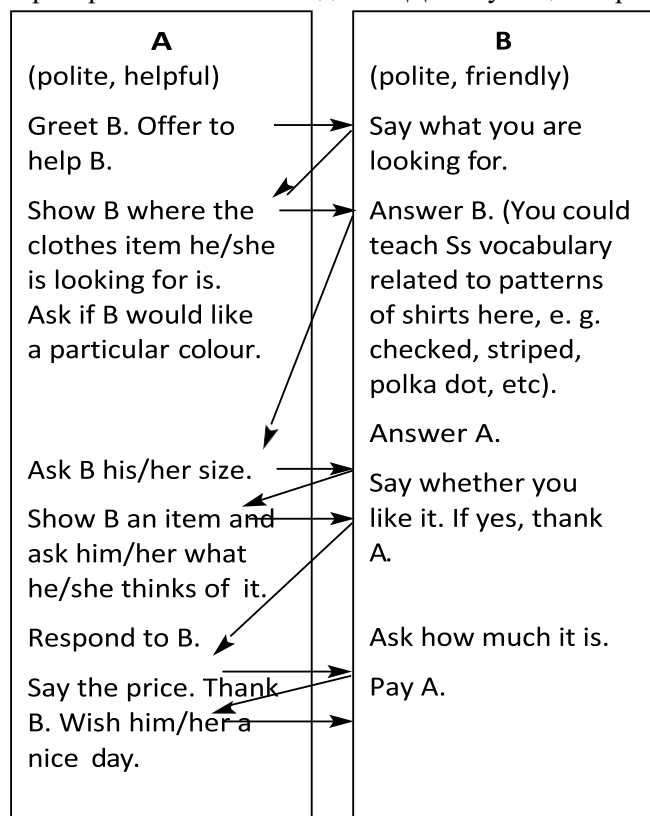 A
(polite, helpful)
Greet B. Offer to
help B.
Show B where the
clothes item he/she
is looking for is.
Ask if B would like
a particular colour.
Ask B his/her size.
Show B an item and
ask him/her what
he/she thinks of it.
Respond to B.
Say the price. Thank
B. Wish him/her a
nice day.
B
(polite, friendly)
Say what you are
looking for.
Answer B. (You could
teach Ss vocabulary
related to patterns
of shirts here, e. g.
checked, striped,
polka dot, etc).
Answer A.
Say whether you
like it. If yes, thank
A.
Ask how much it is.
Pay A.